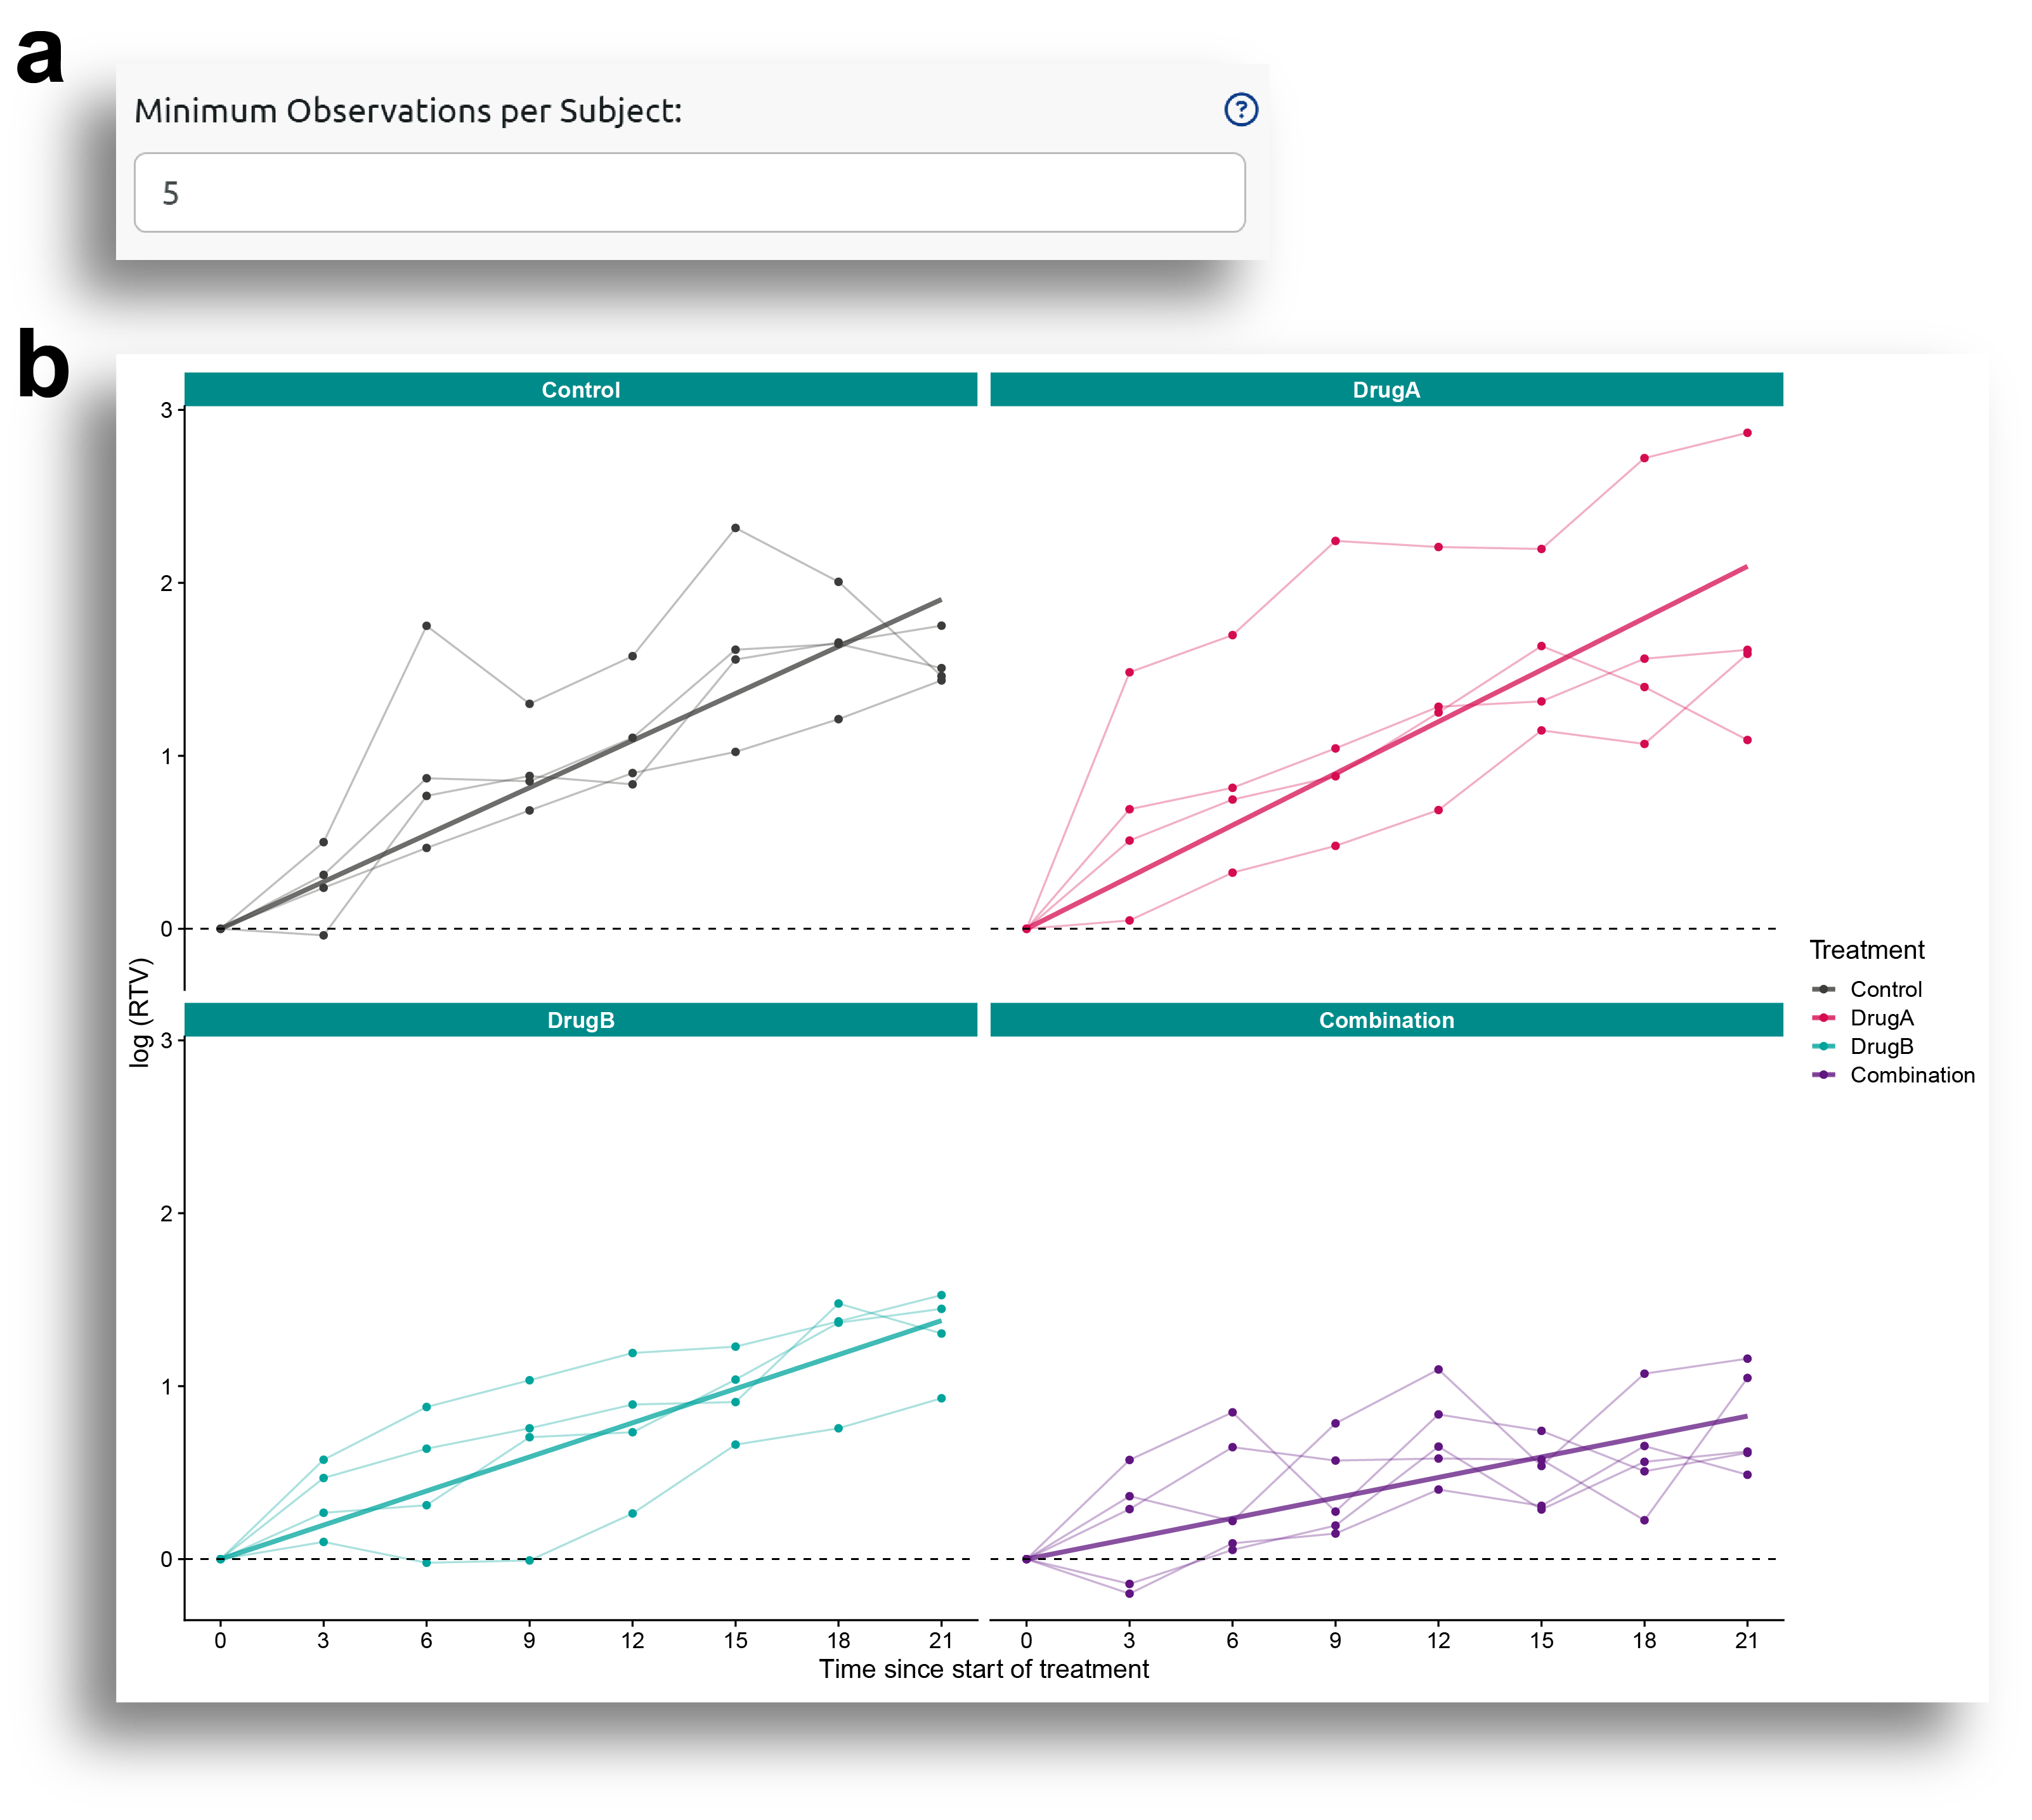 a
Minimum Observations per Subject:
?
5
b
Control
DrugA
3
2
1
0
log (RTV)
DrugB
Combination
3
2
1
0
0 3 6 9 12 15 18 21
0 3 6 9 12 15 18 21
Time since start of treatment
Treatment
Control
DrugA
DrugB
Combination